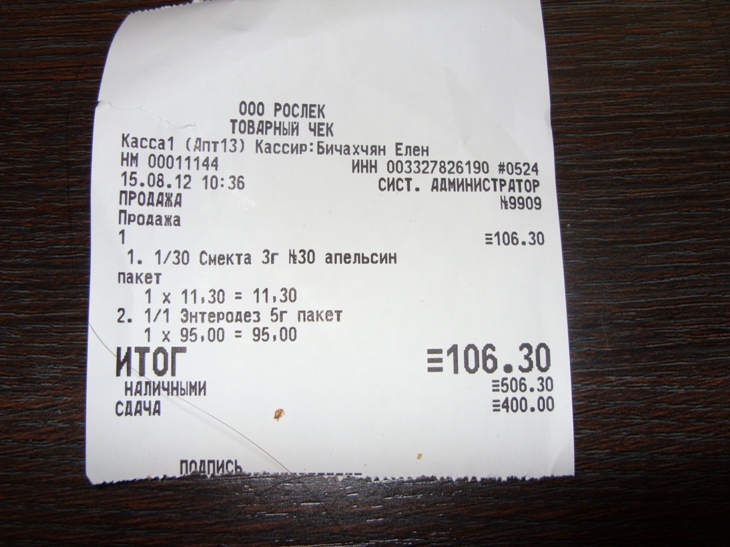 ООО РОСЛЕК
ТОВАРНЫЙ ЧЕК
Касса1 (Апт13) Кассир:Бичахчян Елен
НМ 00011144 ИНН 003327826190 #0524
15.08.12 10:36 СИСТ. АДМИНИСТРАТОР
ПРОДАЖА №9909
Продажа
1 ≡106.30
1. 1/30 Смекта 3г №30 апельсин
пакет
1 x 11,30 = 11,30
2. 1/1 Энтеродез 5г пакет
1 x 95,00 = 95,00
ИТОГ ≡106.30
НАЛИЧНЫМИ ≡506.30
СДАЧА ≡400.00
ПОДПИСЬ